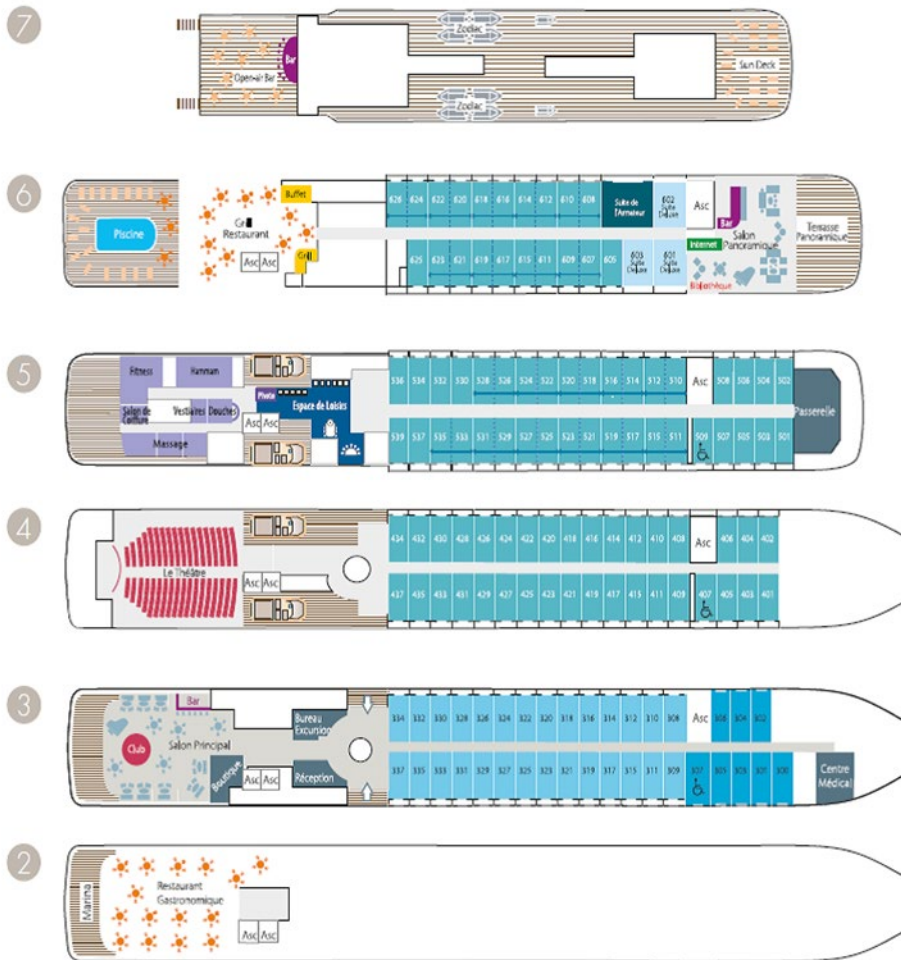 7
Zodiac
Bar
Open-air Bar
Sun Deck
Zodiac
6
Buffet
626 624 622 620 618 616 614 612 610 608
Suite de
l'Armateur
602
Suite
Deluxe
Asc
Bar
Piscine
Grill
Restaurant
Salon
Panoramique
Terrasse
Panoramique
Internet
Asc Asc
Grill
625 623 621 619 617 615 611 609 607 605
603
Suite
Deluxe
601
Suite
Deluxe
Bibliothèque
5
Fitness
Hammam
536 534 532 530 528 526 524 522 520 518 516 514 512 510 Asc 508 506 504 502
Photo
Espace de Loisirs
Salon de
Coiffure
Vestiaires
Douches
Asc Asc
Passerelle
Massage
539 537 535 533 531 529 527 525 523 521 519 517 515 511 509 507 505 503 501
4
434 432 430 428 426 424 422 420 418 416 414 412 410 408 Asc 406 404 402
Le Théâtre
Asc Asc
437 435 433 431 429 427 425 423 421 419 417 415 411 409 407 405 403 401
3
Bar
Bureau
Excursion
334 332 330 328 326 324 322 320 318 316 314 312 310 308 Asc 306 304 302
Club
Salon Principal
Boutique
Asc Asc
Réception
337 335 333 331 329 327 325 323 321 319 317 315 311 309 307 305 303 301 300
Centre
Médical
2
Marina
Restaurant
Gastronomique
Asc Asc